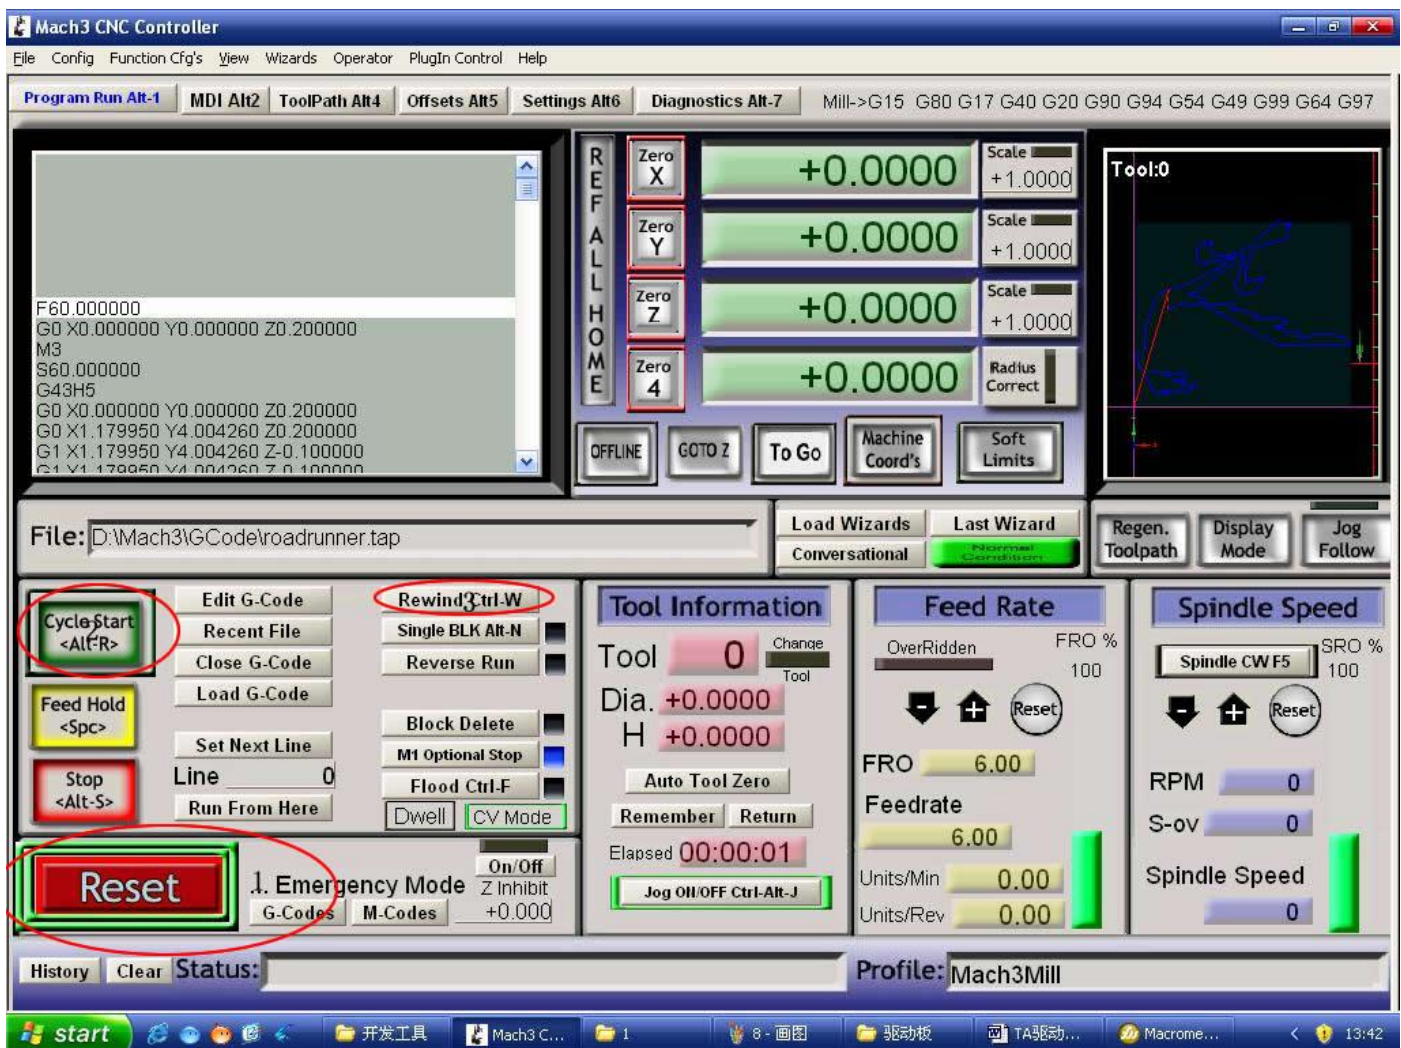 Mach3 CNC Controller
File Config Function Cfg's View Wizards Operator PlugIn Control Help
Program Run Alt-1 MDI Alt2 ToolPath Alt4 Offsets Alt5 Settings Alt6 Diagnostics Alt-7 Mill->G15 G80 G17 G40 G20 G90 G94 G54 G49 G99 G64 G97
F60.000000
G0 X0.000000 Y0.000000 Z0.200000
M3
S60.000000
G43H5
G0 X0.000000 Y0.000000 Z0.200000
G0 X1.179950 Y4.004260 Z0.200000
G1 X1.179950 Y4.004260 Z-0.100000
G1 X1.179950 Y4.004260 Z-0.100000
REF ALL HOME
Zero X +0.0000 Scale +1.0000
Zero Y +0.0000 Scale +1.0000
Zero Z +0.0000 Scale +1.0000
Zero 4 +0.0000 Radius Correct
OFFLINE GOTO Z To Go Machine Coord's Soft Limits
Tool:0
File: D:\Mach3\GCode\roadrunner.tap
Load Wizards Last Wizard
Conversational Normal Condition
Regen. Toolpath Display Mode Jog Follow
Cycle Start <Alt-R> 2
Feed Hold <Spc>
Stop <Alt-S>
Edit G-Code
Recent File
Close G-Code
Load G-Code
Set Next Line
Line 0
Run From Here
Rewind Ctrl-W 3
Single BLK Alt-N
Reverse Run
Block Delete
M1 Optional Stop
Flood Ctrl-F
Dwell CV Mode
Reset 1. Emergency Mode
G-Codes M-Codes
On/Off
Z Inhibit
+0.000
Tool Information
Tool 0 Change Tool
Dia. +0.0000
H +0.0000
Auto Tool Zero
Remember Return
Elapsed 00:00:01
Jog ON/OFF Ctrl-Alt-J
Feed Rate
OverRidden FRO %
100
Reset
FRO 6.00
Feedrate
6.00
Units/Min 0.00
Units/Rev 0.00
Spindle Speed
Spindle CW F5 SRO %
100
Reset
RPM 0
S-ov 0
Spindle Speed
0
History Clear Status:
Profile: Mach3Mill
start 开发工具 Mach3 C... 1 8 - 画图 驱动板 TA驱动... Macrome... 13:42